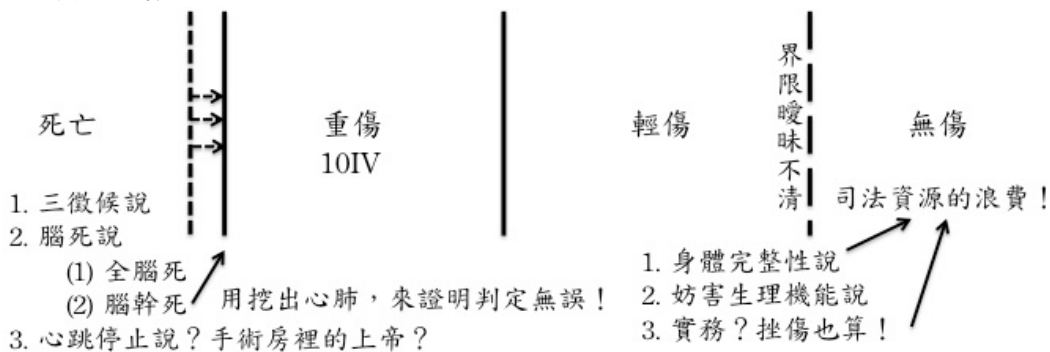 死亡
重傷
10IV
輕傷
界限曖昧不清
無傷
1. 三徵候說
2. 腦死說
(1) 全腦死
(2) 腦幹死
3. 心跳停止說？手術房裡的上帝？
用挖出心肺，來證明判定無誤！
司法資源的浪費！
1. 身體完整性說
2. 妨害生理機能說
3. 實務？挫傷也算！